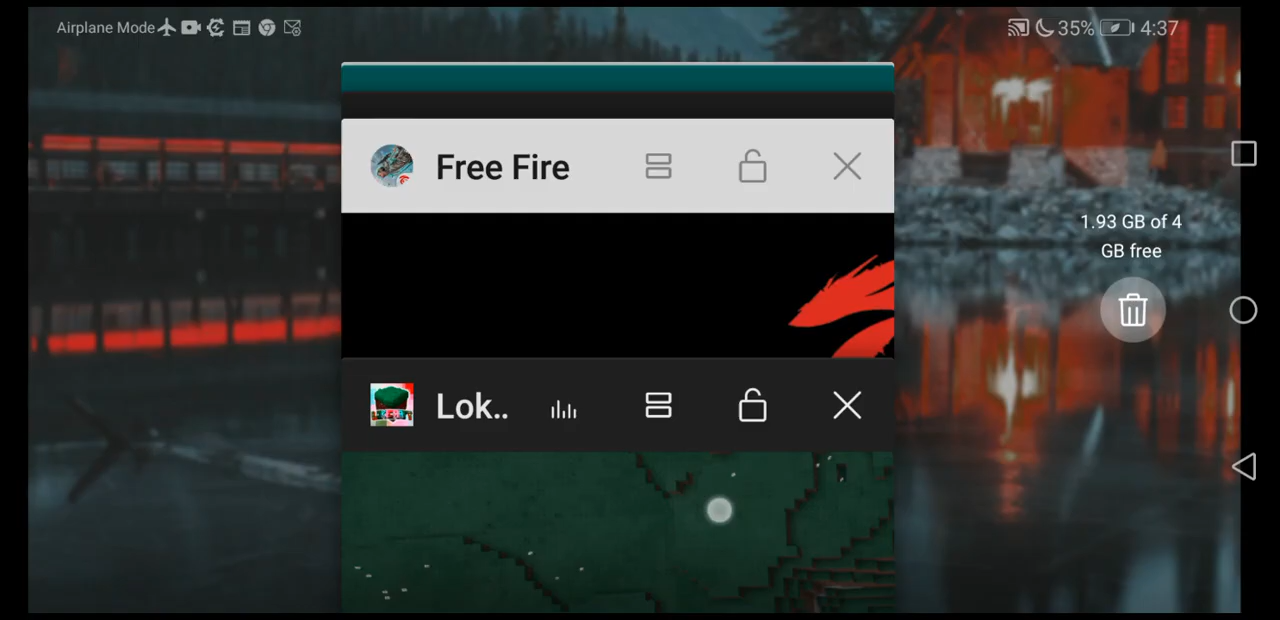 Airplane Mode
35%
4:37
Free Fire
1.93 GB of 4
GB free
Lok..